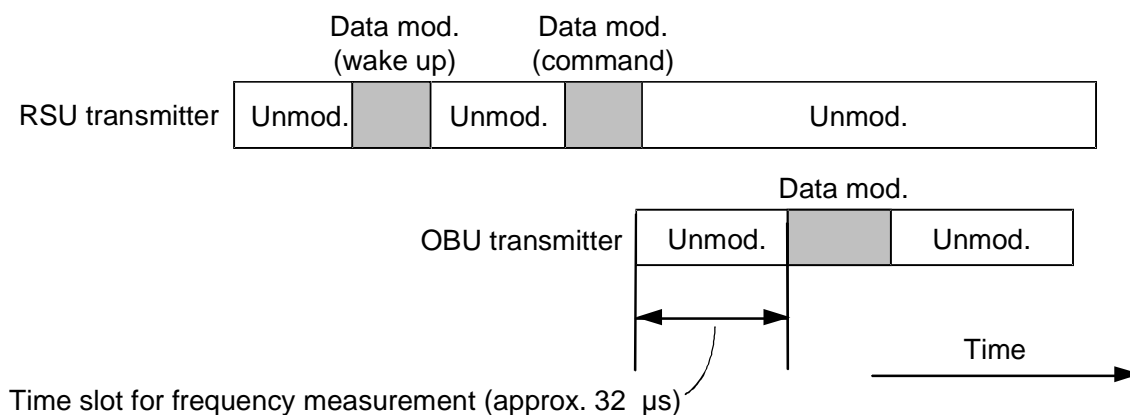 Data mod.
(wake up)
Data mod.
(command)
RSU transmitter
Unmod.
Unmod.
Unmod.
Data mod.
OBU transmitter
Unmod.
Unmod.
Time
Time slot for frequency measurement (approx. 32 µs)